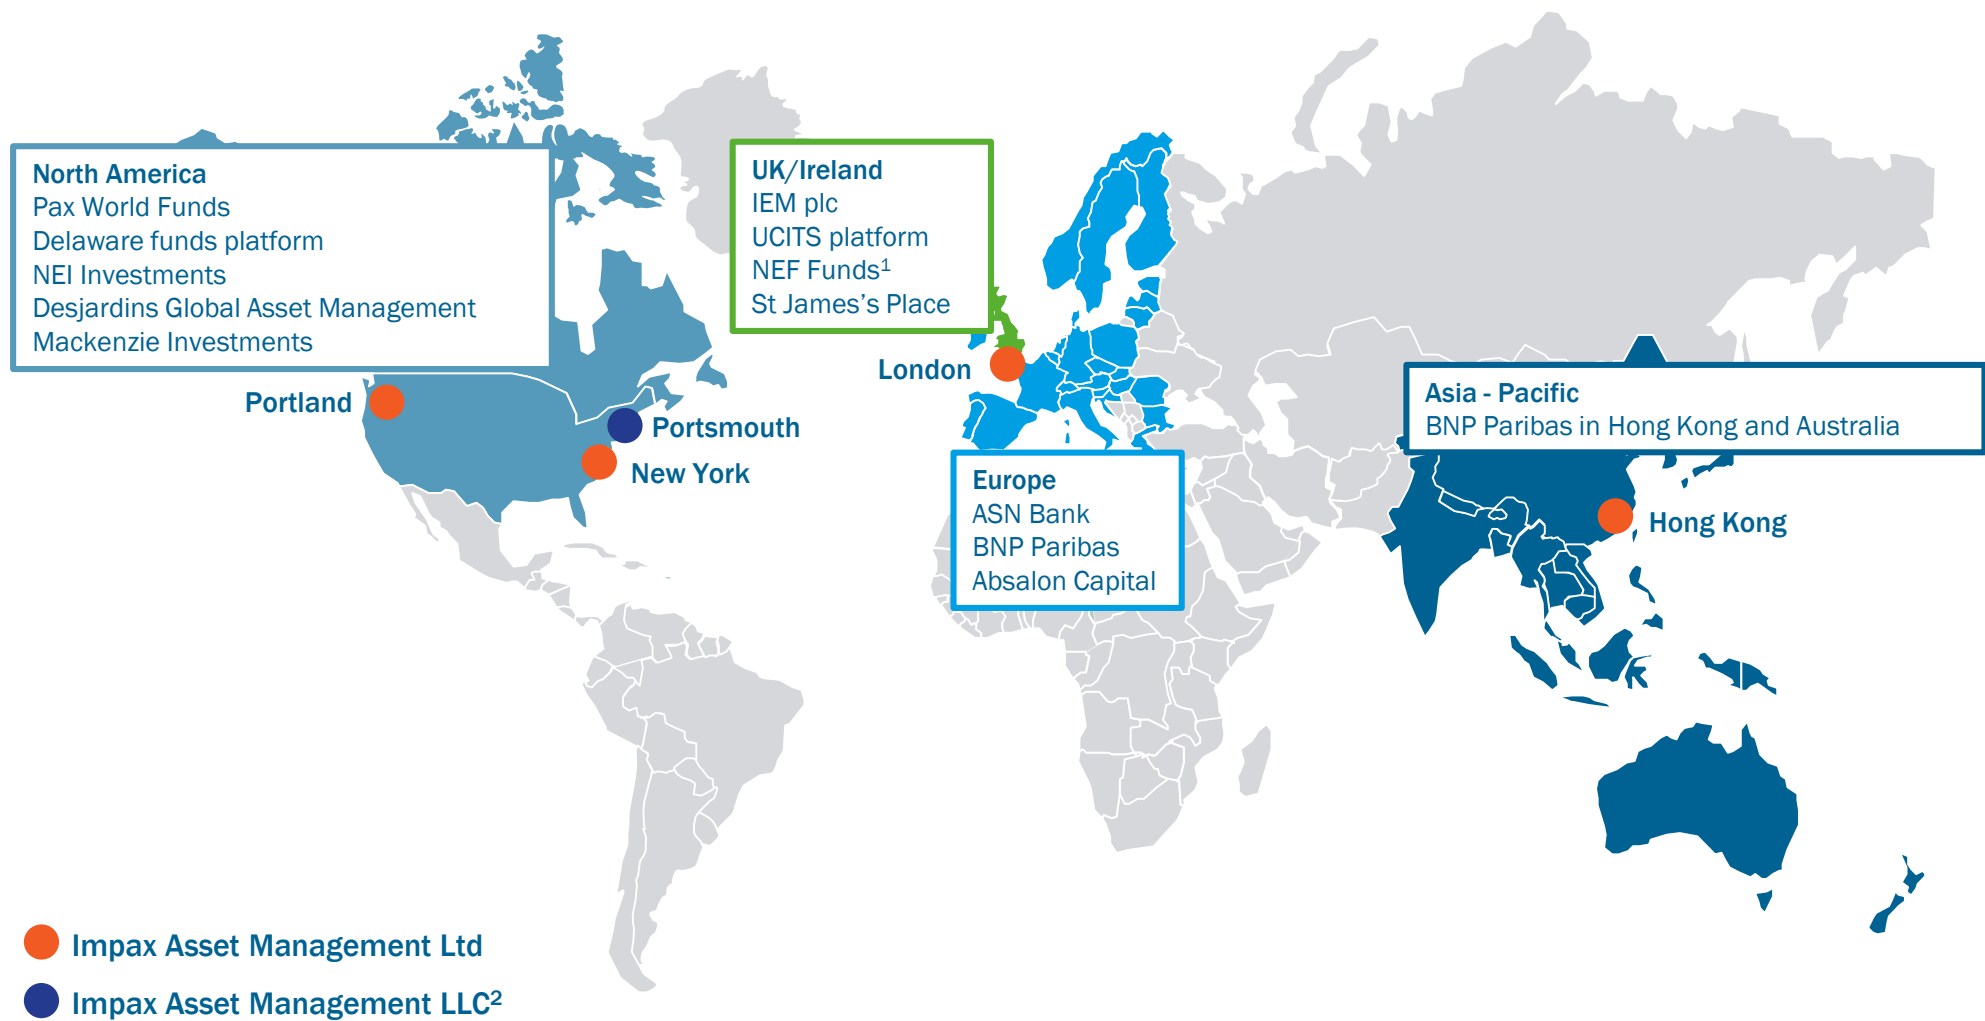 North America
Pax World Funds
Delaware funds platform
NEI Investments
Desjardins Global Asset Management
Mackenzie Investments
UK/Ireland
IEM plc
UCITS platform
NEF Funds¹
St James’s Place
London
Portland
Portsmouth
New York
Asia - Pacific
BNP Paribas in Hong Kong and Australia
Europe
ASN Bank
BNP Paribas
Absalon Capital
Hong Kong
Impax Asset Management Ltd
Impax Asset Management LLC²